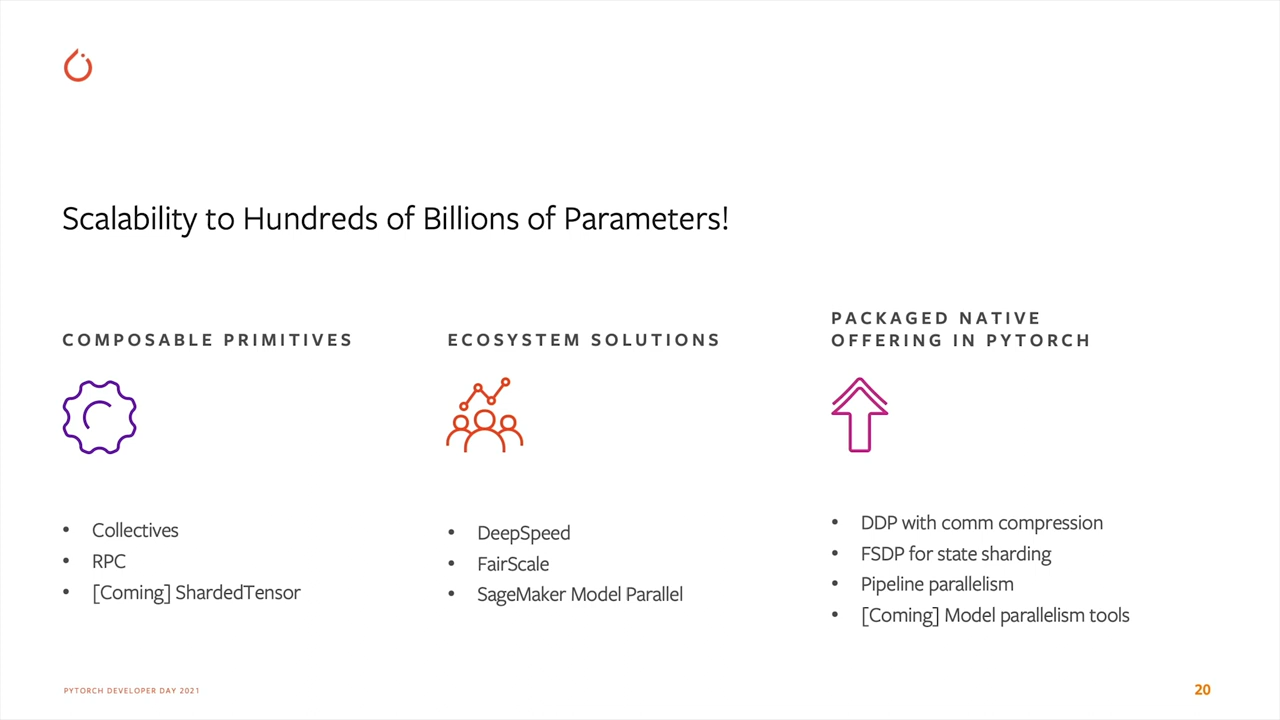 Scalability to Hundreds of Billions of Parameters!
COMPOSABLE PRIMITIVES
• Collectives
• RPC
• [Coming] ShardedTensor
ECOSYSTEM SOLUTIONS
• DeepSpeed
• FairScale
• SageMaker Model Parallel
PACKAGED NATIVE
OFFERING IN PYTORCH
• DDP with comm compression
• FSDP for state sharding
• Pipeline parallelism
• [Coming] Model parallelism tools
PYTORCH DEVELOPER DAY 2021
20